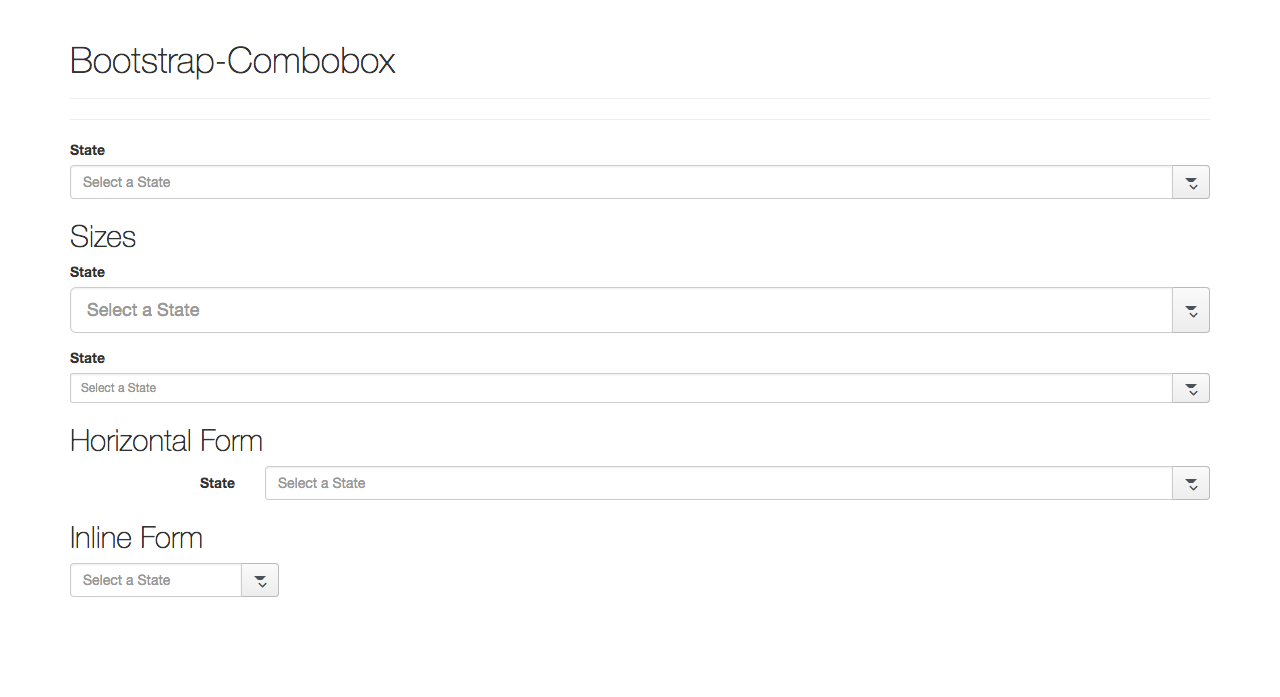 Bootstrap-Combobox
State
Select a State
Sizes
State
Select a State
State
Select a State
Horizontal Form
State Select a State
Inline Form
Select a State